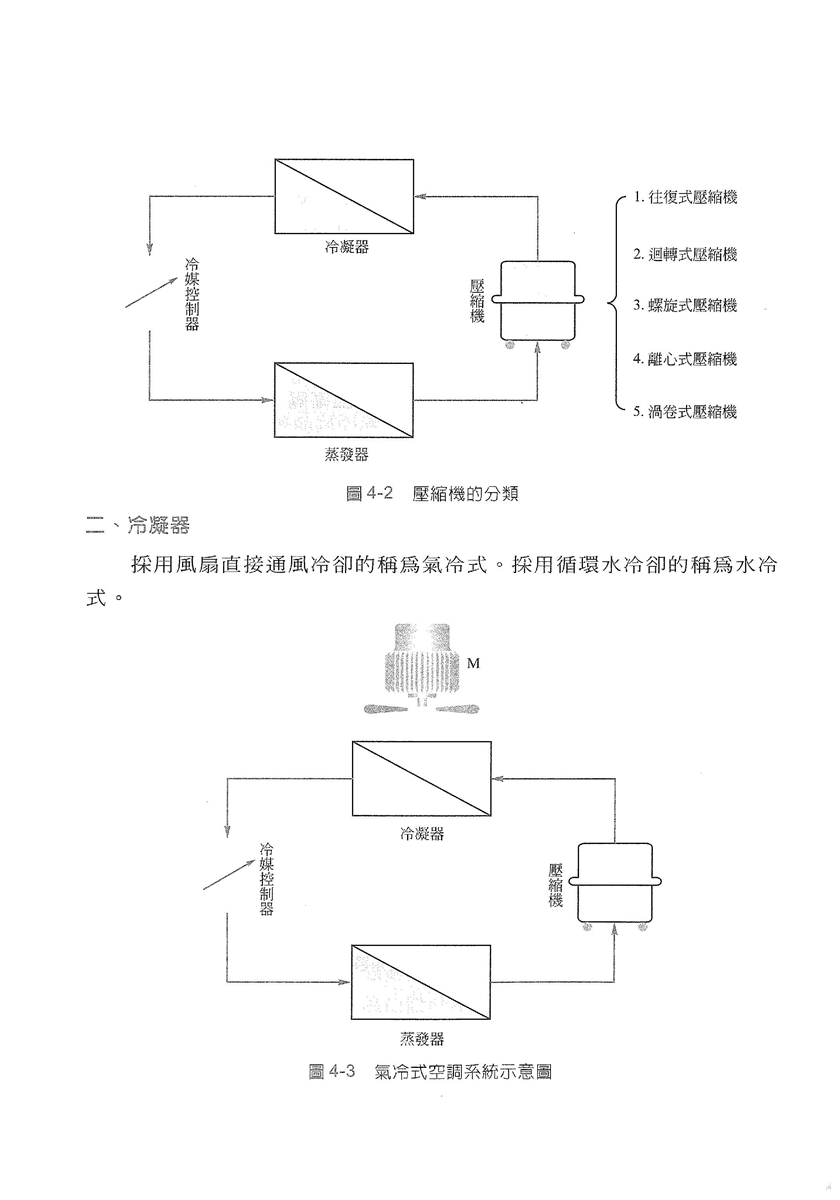 1. 往復式壓縮機
冷凝器
2. 迴轉式壓縮機
冷媒控制器
壓縮機
3. 螺旋式壓縮機
4. 離心式壓縮機
5. 渦卷式壓縮機
蒸發器
圖 4-2 壓縮機的分類
二、冷凝器
採用風扇直接通風冷卻的稱為氣冷式。採用循環水冷卻的稱為水冷
式。
M
冷凝器
冷媒控制器
壓縮機
蒸發器
圖 4-3 氣冷式空調系統示意圖